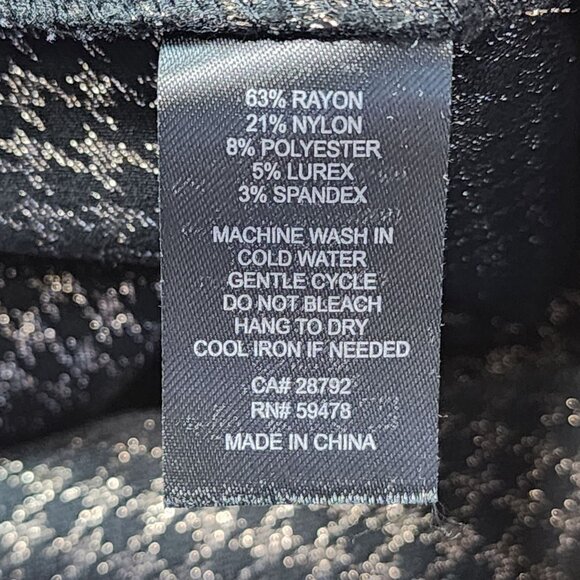 63% RAYON
21% NYLON
8% POLYESTER
5% LUREX
3% SPANDEX
MACHINE WASH IN
COLD WATER
GENTLE CYCLE
DO NOT BLEACH
HANG TO DRY
COOL IRON IF NEEDED
CA# 28792
RN# 59478
MADE IN CHINA